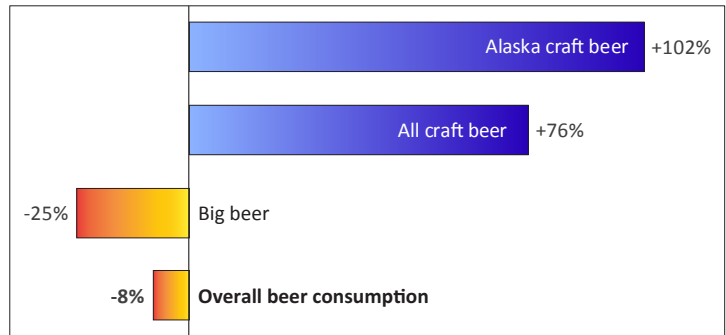 Alaska craft beer +102%
All craft beer +76%
-25% Big beer
-8% Overall beer consumption